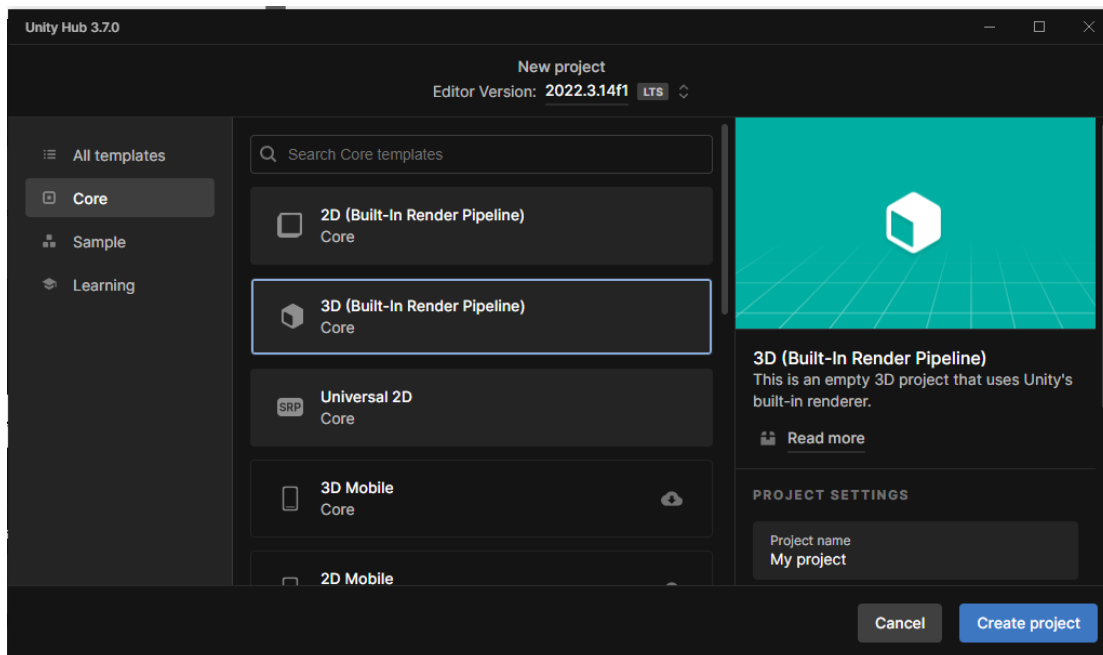 Unity Hub 3.7.0
New project
Editor Version: 2022.3.14f1 LTS
All templates
Core
Sample
Learning
Search Core templates
2D (Built-In Render Pipeline)
Core
3D (Built-In Render Pipeline)
Core
SRP
Universal 2D
Core
3D Mobile
Core
2D Mobile
3D (Built-In Render Pipeline)
This is an empty 3D project that uses Unity's
built-in renderer.
Read more
PROJECT SETTINGS
Project name
My project
Cancel
Create project